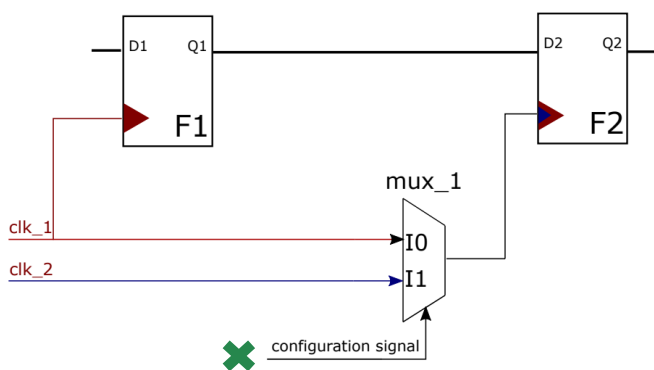 D1 Q1
D2 Q2
F1
F2
mux_1
clk_1
I0
clk_2
I1
configuration signal